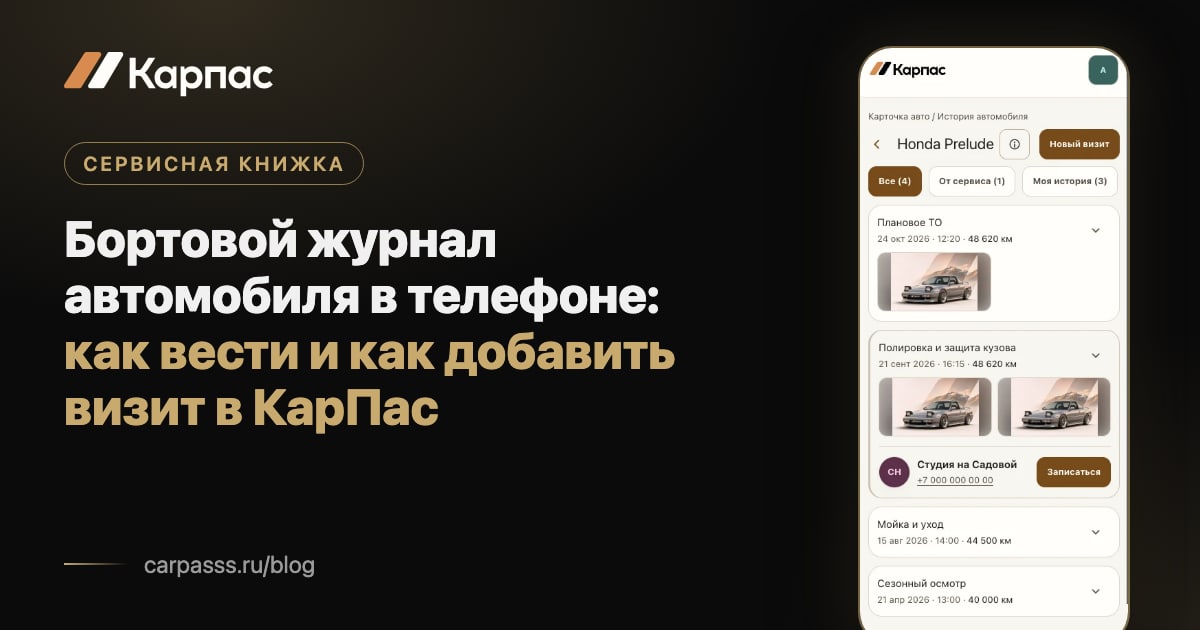 Карпас
СЕРВИСНАЯ КНИЖКА
Бортовой журнал
автомобиля в телефоне:
как вести и как добавить
визит в КарПас
carpasss.ru/blog
Карпас
А
Карточка авто / История автомобиля
Honda Prelude
Новый визит
Все (4)
От сервиса (1)
Моя история (3)
Плановое ТО
24 окт 2026 · 12:20 · 48 620 км
Полировка и защита кузова
21 сент 2026 · 16:15 · 48 620 км
СН
Студия на Садовой
+7 000 000 00 00
Записаться
Мойка и уход
15 авг 2026 · 14:00 · 44 500 км
Сезонный осмотр
21 апр 2026 · 13:00 · 40 000 км